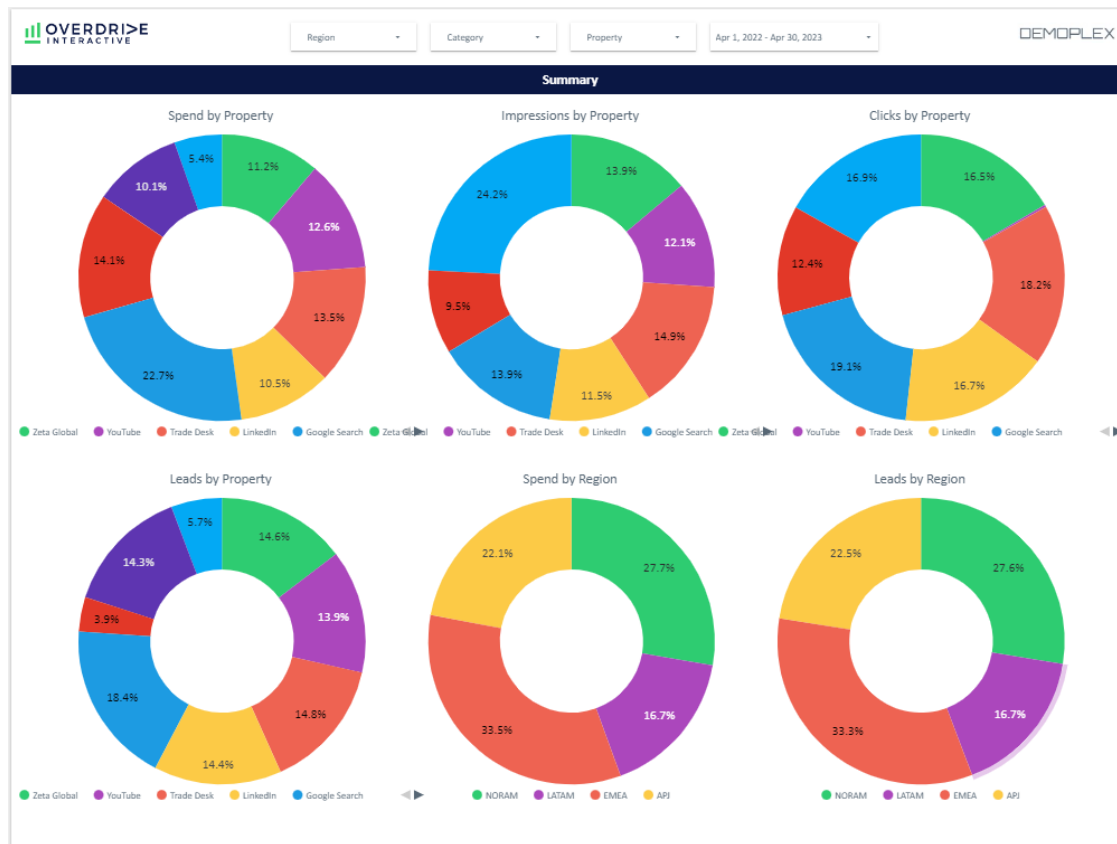 OVERDRIVE
INTERACTIVE
Region
Category
Property
Apr 1, 2022 - Apr 30, 2023
DEMOPLEX
Summary
Spend by Property
5.4%
11.2%
10.1%
12.6%
14.1%
13.5%
22.7%
10.5%
Zeta Global YouTube Trade Desk LinkedIn Google Search
Impressions by Property
24.2%
13.9%
12.1%
9.5%
14.9%
13.9%
11.5%
Zeta Global YouTube Trade Desk LinkedIn Google Search
Clicks by Property
16.9%
16.5%
12.4%
18.2%
19.1%
16.7%
Zeta Global YouTube Trade Desk LinkedIn Google Search
Leads by Property
5.7%
14.6%
14.3%
13.9%
3.9%
18.4%
14.8%
14.4%
Zeta Global YouTube Trade Desk LinkedIn Google Search
Spend by Region
22.1%
27.7%
16.7%
33.5%
NORAM LATAM EMEA APJ
Leads by Region
22.5%
27.6%
16.7%
33.3%
NORAM LATAM EMEA APJ